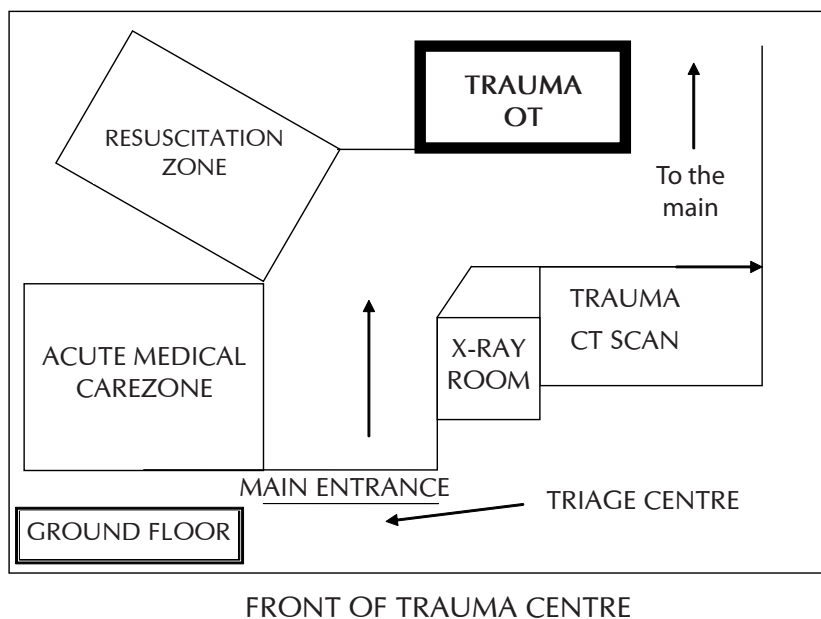 TRAUMA
OT
RESUSCITATION
ZONE
To the
main
TRAUMA
CT SCAN
X-RAY
ROOM
ACUTE MEDICAL
CAREZONE
MAIN ENTRANCE
TRIAGE CENTRE
GROUND FLOOR
FRONT OF TRAUMA CENTRE